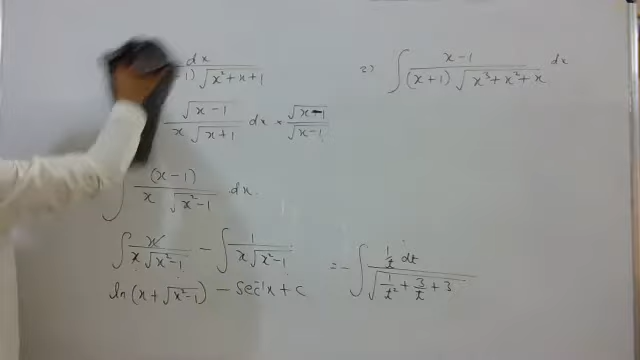 dx
1) √(x² + x + 1)
2) ∫ (x-1) / ((x+1) √(x³ + x² + x)) dx
√(x-1) / (x √(x+1)) dx × √(x-1) / √(x-1)
∫ (x-1) / (x √(x²-1)) dx.
∫ x / (x √(x²-1)) - ∫ 1 / (x √(x²-1))
= -∫ (1/t dt) / √(1/t² + 3/t + 3)
ln(x + √(x²-1)) - sec⁻¹x + c